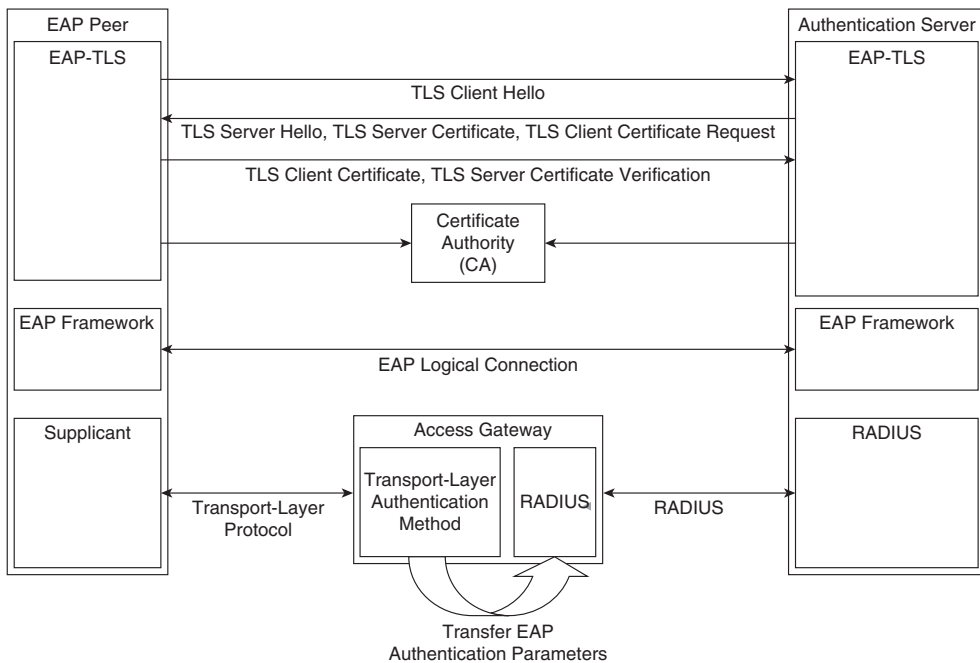 EAP Peer
Authentication Server
EAP-TLS
EAP-TLS
TLS Client Hello
TLS Server Hello, TLS Server Certificate, TLS Client Certificate Request
TLS Client Certificate, TLS Server Certificate Verification
Certificate
Authority
(CA)
EAP Framework
EAP Framework
EAP Logical Connection
Supplicant
Access Gateway
RADIUS
Transport-Layer
Authentication
Method
RADIUS
Transport-Layer
Protocol
RADIUS
Transfer EAP
Authentication Parameters